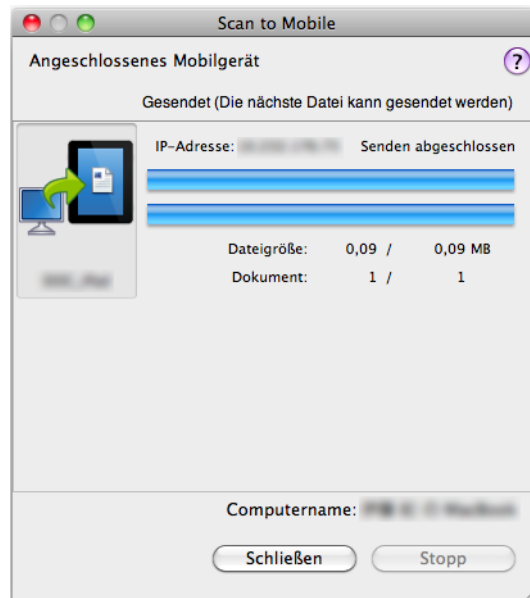 Scan to Mobile
Angeschlossenes Mobilgerät
?
Gesendet (Die nächste Datei kann gesendet werden)
IP-Adresse: Senden abgeschlossen
Dateigröße: 0,09 / 0,09 MB
Dokument: 1 / 1
Computername:
Schließen Stopp